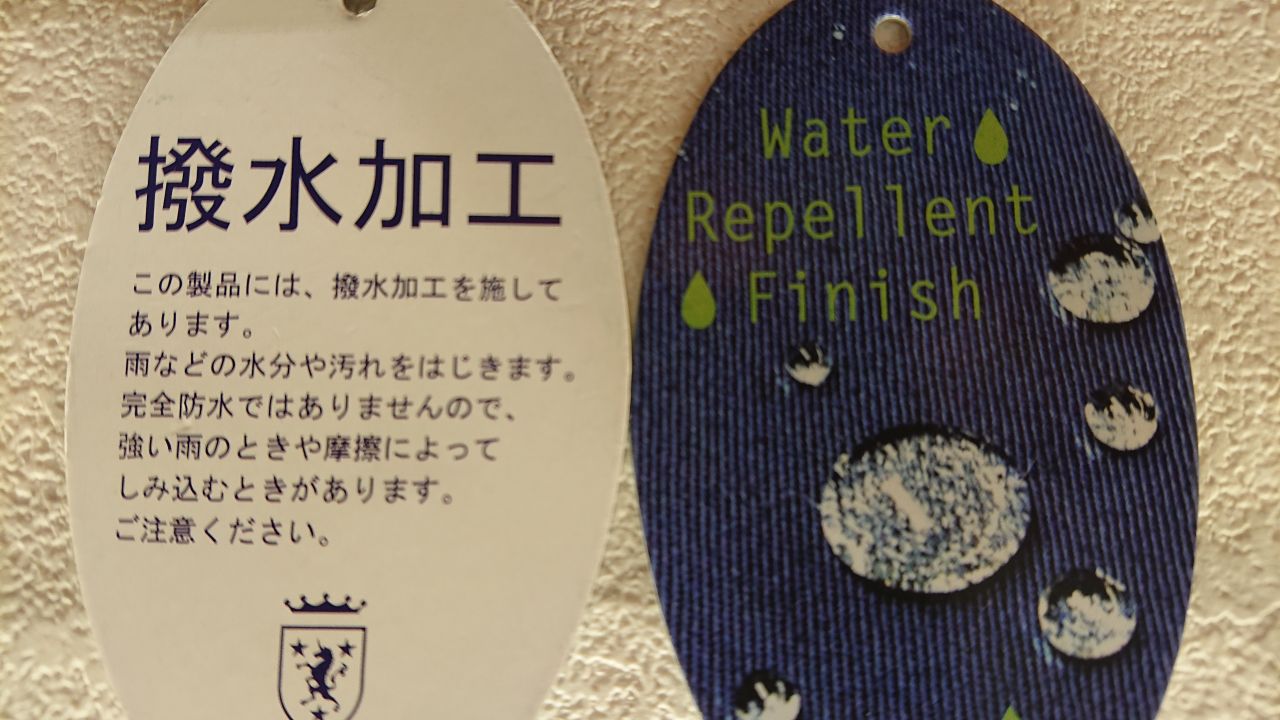 撥水加工
この製品には、撥水加工を施して
あります。
雨などの水分や汚れをはじきます。
完全防水ではありませんので、
強い雨のときや摩擦によって
しみ込むときがあります。
ご注意ください。
Water
Repellent
Finish